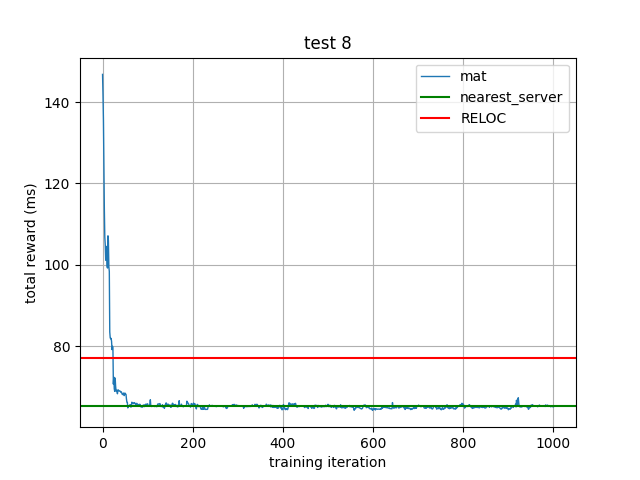 test 8
mat
nearest_server
RELOC
total reward (ms)
140
120
100
80
0
200
400
600
800
1000
training iteration